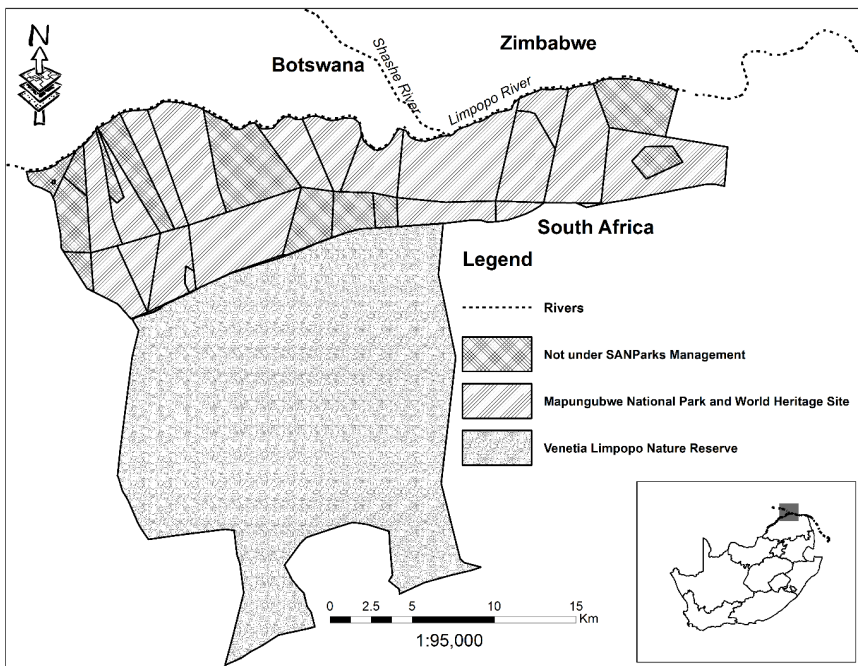 N
Botswana
Zimbabwe
Shashe River
Limpopo River
South Africa
Legend
Rivers
Not under SANParks Management
Mapungubwe National Park and World Heritage Site
Venetia Limpopo Nature Reserve
0 2.5 5 10 15
Km
1:95,000